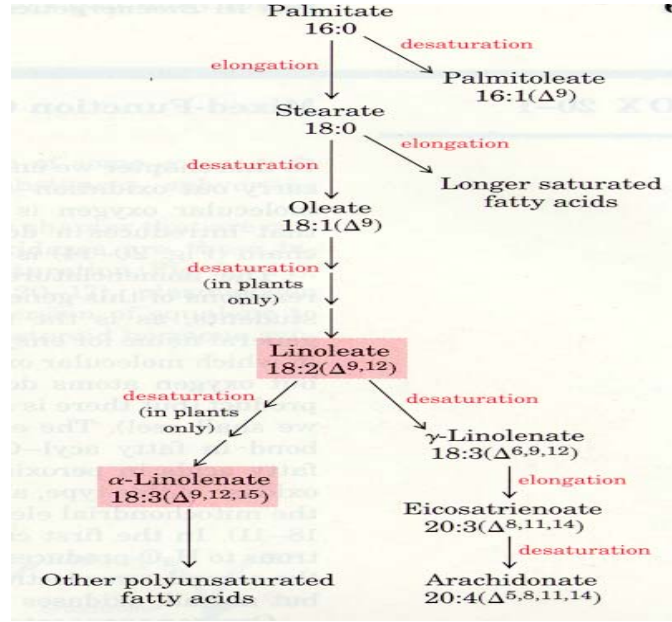 Palmitate
16:0
desaturation
elongation
Palmitoleate
16:1(Δ⁹)
Stearate
18:0
elongation
desaturation
Longer saturated
fatty acids
Oleate
18:1(Δ⁹)
desaturation
(in plants
only)
Linoleate
18:2(Δ⁹,¹²)
desaturation
(in plants
only)
desaturation
γ-Linolenate
18:3(Δ⁶,⁹,¹²)
α-Linolenate
18:3(Δ⁹,¹²,¹⁵)
elongation
Eicosatrienoate
20:3(Δ⁸,¹¹,¹⁴)
desaturation
Other polyunsaturated
fatty acids
Arachidonate
20:4(Δ⁵,⁸,¹¹,¹⁴)